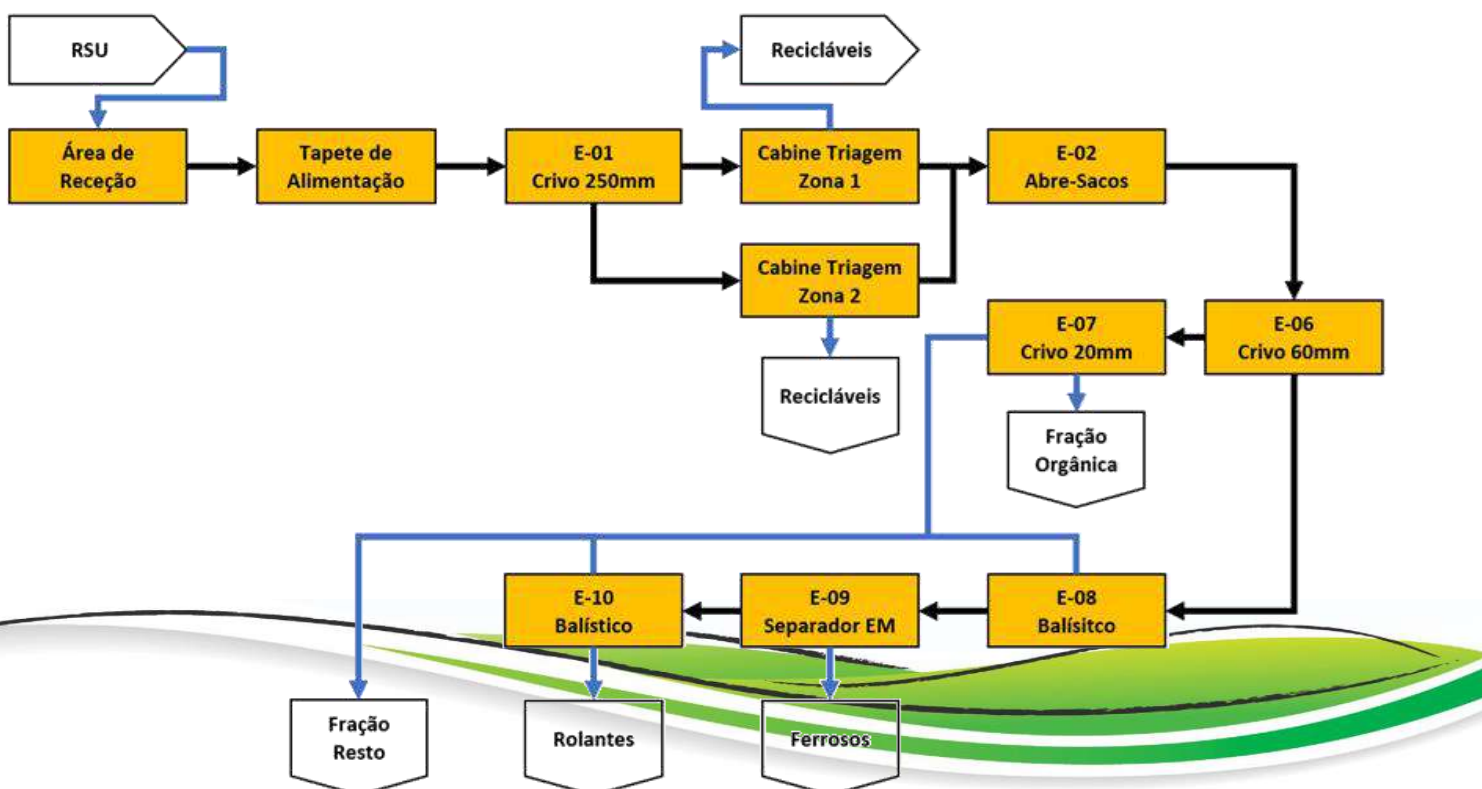 RSU
Recicláveis
Área de
Receção
Tapete de
Alimentação
E-01
Crivo 250mm
Cabine Triagem
Zona 1
E-02
Abre-Sacos
Cabine Triagem
Zona 2
E-07
Crivo 20mm
E-06
Crivo 60mm
Recicláveis
Fração
Orgânica
E-10
Balístico
E-09
Separador EM
E-08
Balísitco
Fração
Resto
Rolantes
Ferrosos